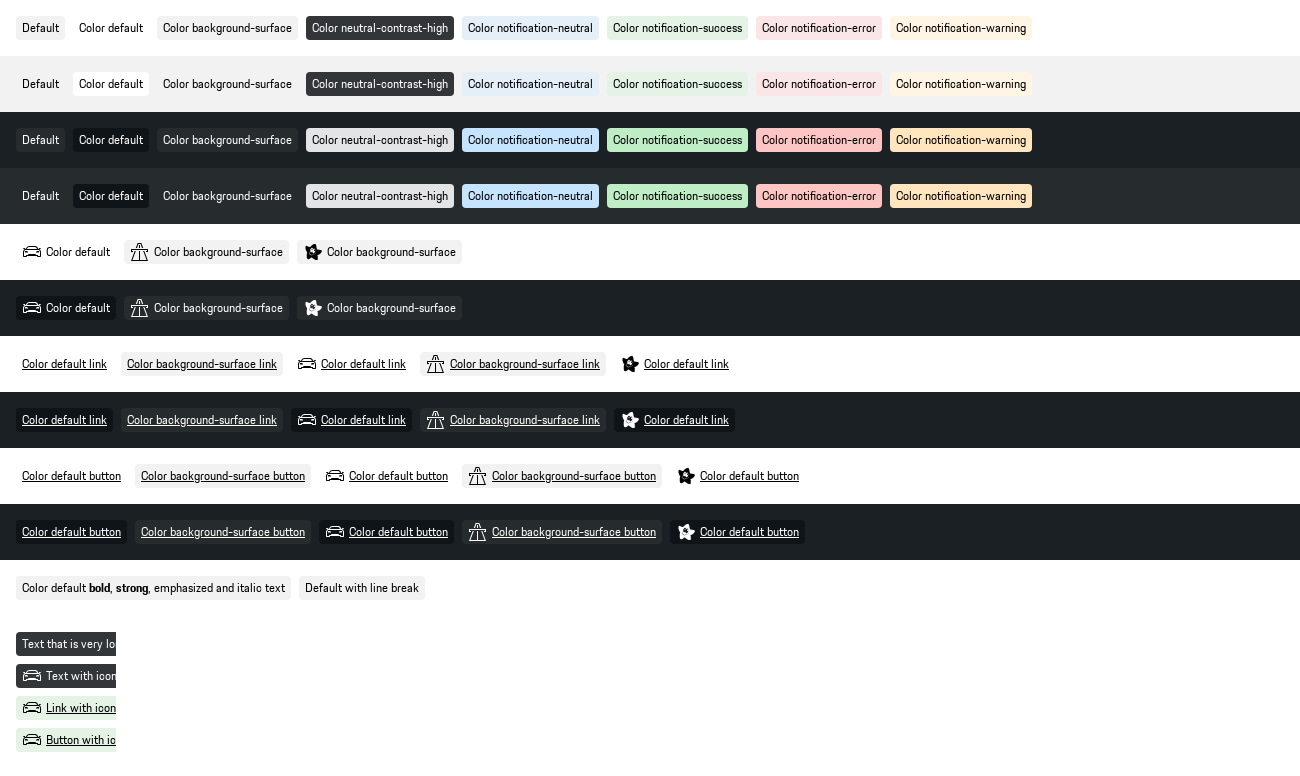 Default Color default Color background-surface Color neutral-contrast-high Color notification-neutral Color notification-success Color notification-error Color notification-warning
Default Color default Color background-surface Color neutral-contrast-high Color notification-neutral Color notification-success Color notification-error Color notification-warning
Default Color default Color background-surface Color neutral-contrast-high Color notification-neutral Color notification-success Color notification-error Color notification-warning
Default Color default Color background-surface Color neutral-contrast-high Color notification-neutral Color notification-success Color notification-error Color notification-warning
Color default Color background-surface Color background-surface
Color default Color background-surface Color background-surface
Color default link Color background-surface link Color default link Color background-surface link Color default link
Color default link Color background-surface link Color default link Color background-surface link Color default link
Color default button Color background-surface button Color default button Color background-surface button Color default button
Color default button Color background-surface button Color default button Color background-surface button Color default button
Color default bold, strong, emphasized and italic text Default with line break
Text that is very lo
Text with icon
Link with icon
Button with ic